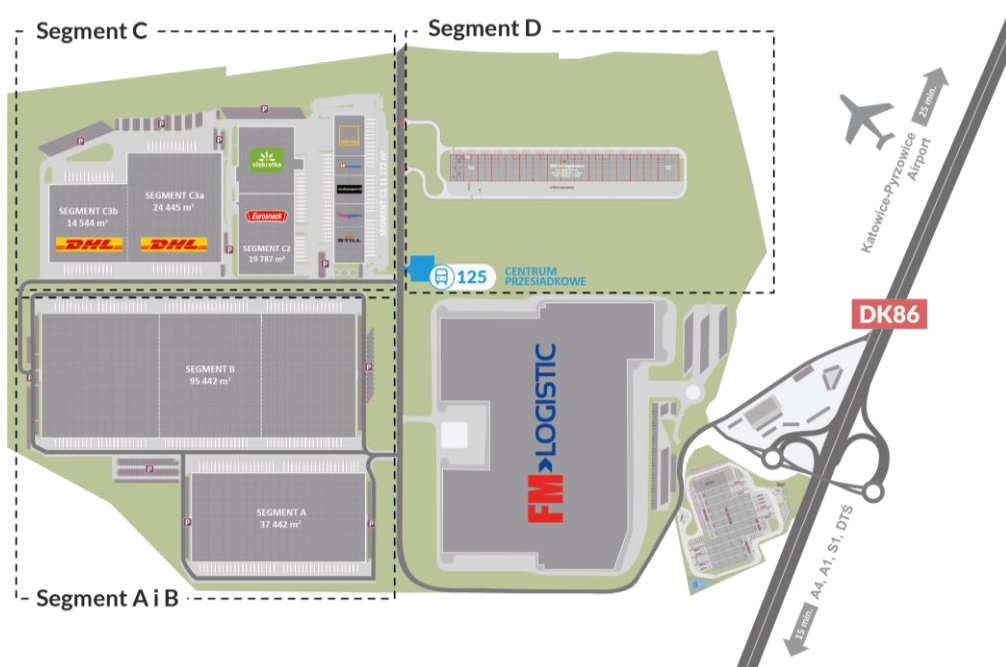 Segment C
Segment D
25 min.
Katowice-Pyrzowice
Airport
P
P
P
P
stokrotka
SEGMENT C3a
24 445 m²
SEGMENT C3b
14 544 m²
DHL
DHL
Eurosnack
SEGMENT C2
19 787 m²
STILL
P
P
125
CENTRUM
PRZESIADKOWE
DK86
SEGMENT B
95 442 m²
P
P
P
FM LOGISTIC
SEGMENT A
37 442 m²
P
P
A4, A1, S1, DTŚ
15 min.
Segment A i B